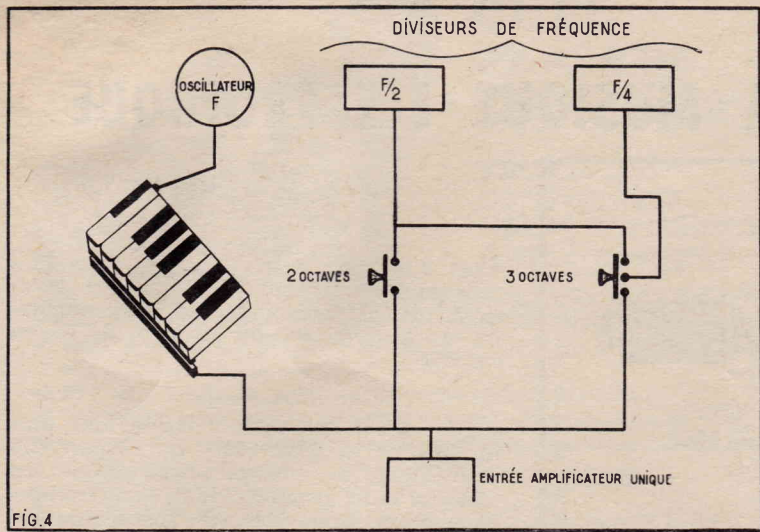 DIVISEURS DE FRÉQUENCE
OSCILLATEUR
F
F/2
F/4
2 OCTAVES
3 OCTAVES
ENTRÉE AMPLIFICATEUR UNIQUE
FIG.4